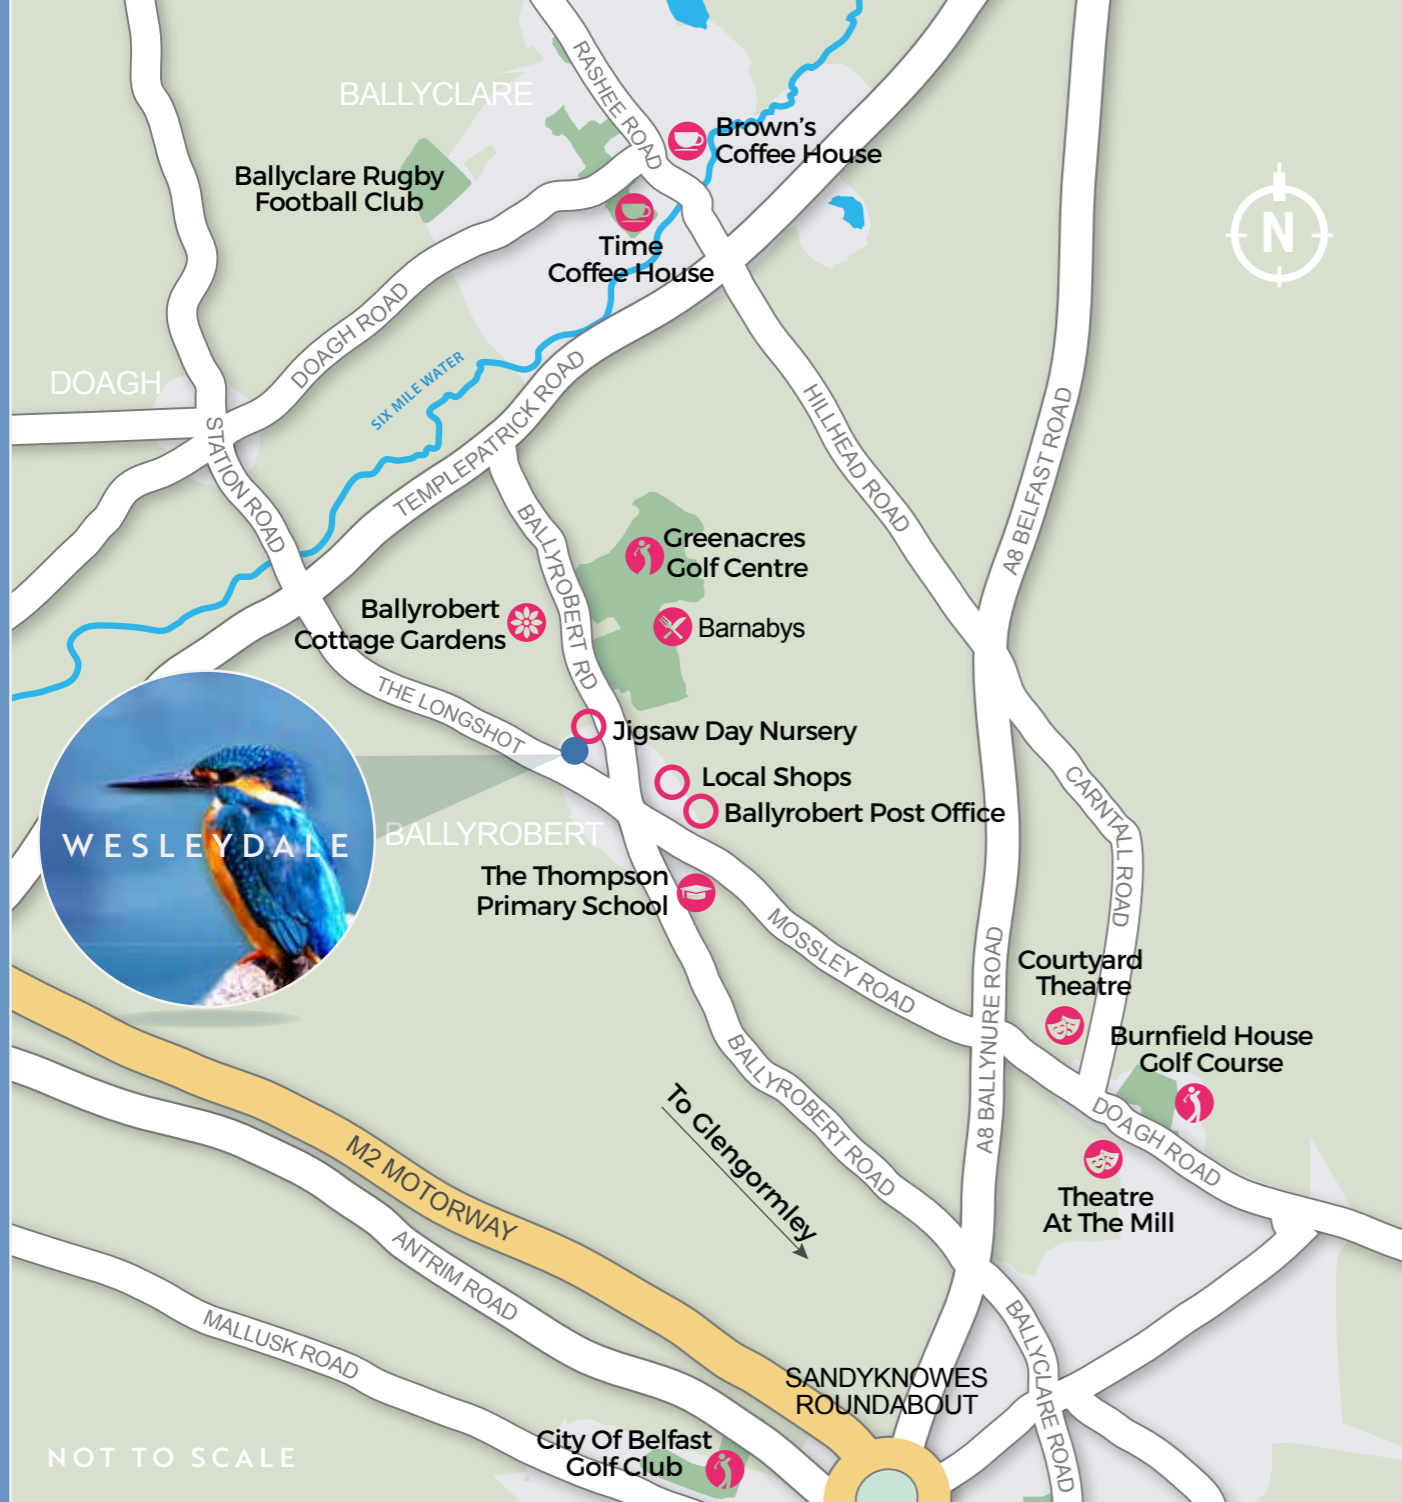 RASHEE ROAD
BALLYCLARE
Brown's
Coffee House
Ballyclare Rugby
Football Club
N
Time
Coffee House
DOAGH ROAD
SIX MILE WATER
DOAGH
TEMPLEPATRICK ROAD
HILLHEAD ROAD
A8 BELFAST ROAD
STATION ROAD
BALLYROBERT RD
Greenacres
Golf Centre
Ballyrobert
Cottage Gardens
Barnabys
THE LONGSHOT
Jigsaw Day Nursery
Local Shops
Ballyrobert Post Office
CARNTALL ROAD
WESLEYDALE
BALLYROBERT
The Thompson
Primary School
MOSSLEY ROAD
A8 BALLYNURE ROAD
Courtyard
Theatre
Burnfield House
Golf Course
BALLYROBERT ROAD
To Glengormley
DOAGH ROAD
M2 MOTORWAY
Theatre
At The Mill
ANTRIM ROAD
MALLUSK ROAD
BALLYCLARE ROAD
SANDYKNOWES
ROUNDABOUT
City Of Belfast
Golf Club
NOT TO SCALE